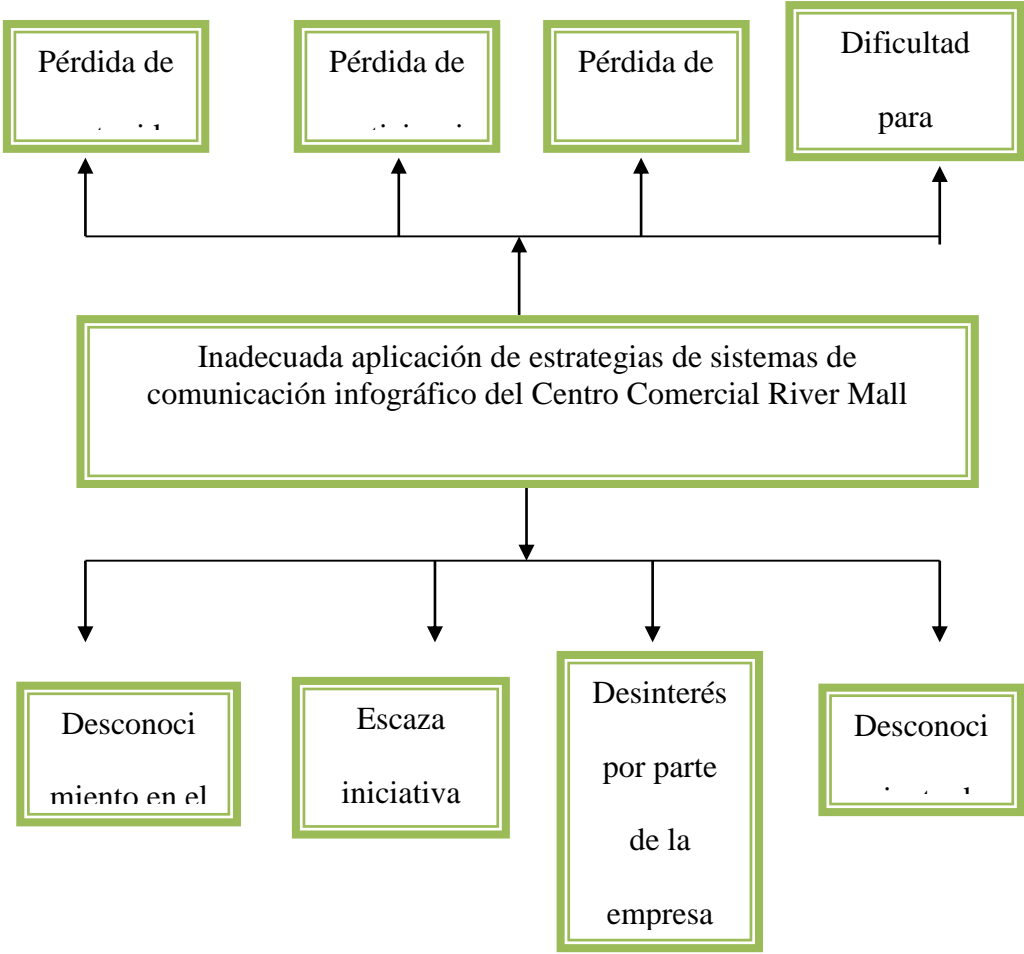 Pérdida de
Pérdida de
Pérdida de
Dificultad
para
Inadecuada aplicación de estrategias de sistemas de
comunicación infográfico del Centro Comercial River Mall
Desconoci
miento en el
Escaza
iniciativa
Desinterés
por parte
de la
empresa
Desconoci